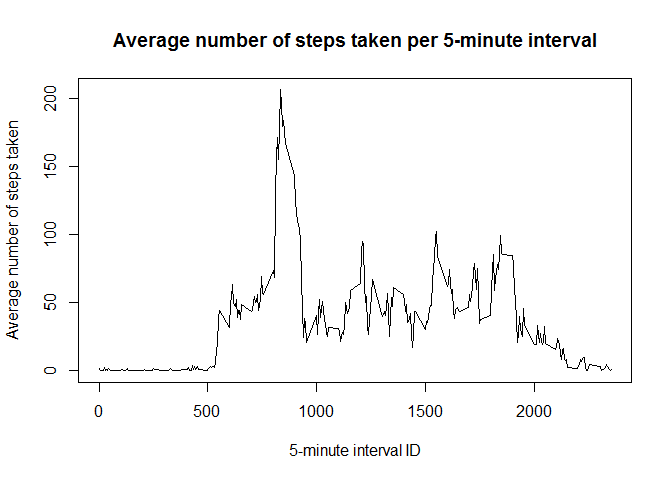 Average number of steps taken per 5-minute interval
Average number of steps taken
200
150
100
50
0
0 500 1000 1500 2000
5-minute interval ID